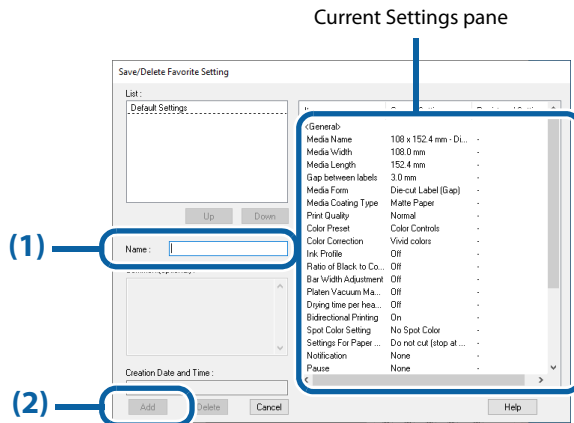 Current Settings pane
Save/Delete Favorite Setting
List :
Default Settings
Up Down
(1)
Name :
Creation Date and Time :
(2)
Add Delete Cancel
<General>
Media Name 108 x 152.4 mm - Di... -
Media Width 108.0 mm -
Media Length 152.4 mm -
Gap between labels 3.0 mm -
Media Form Die-cut Label (Gap) -
Media Coating Type Matte Paper -
Print Quality Normal -
Color Preset Color Controls -
Color Correction Vivid colors -
Ink Profile Off -
Ratio of Black to Co... Off -
Bar Width Adjustment Off -
Platen Vacuum Ma... Off -
Drying time per hea... Off -
Bidirectional Printing On -
Spot Color Setting No Spot Color -
Settings For Paper ... Do not cut (stop at ... -
Notification None -
Pause None -
Help